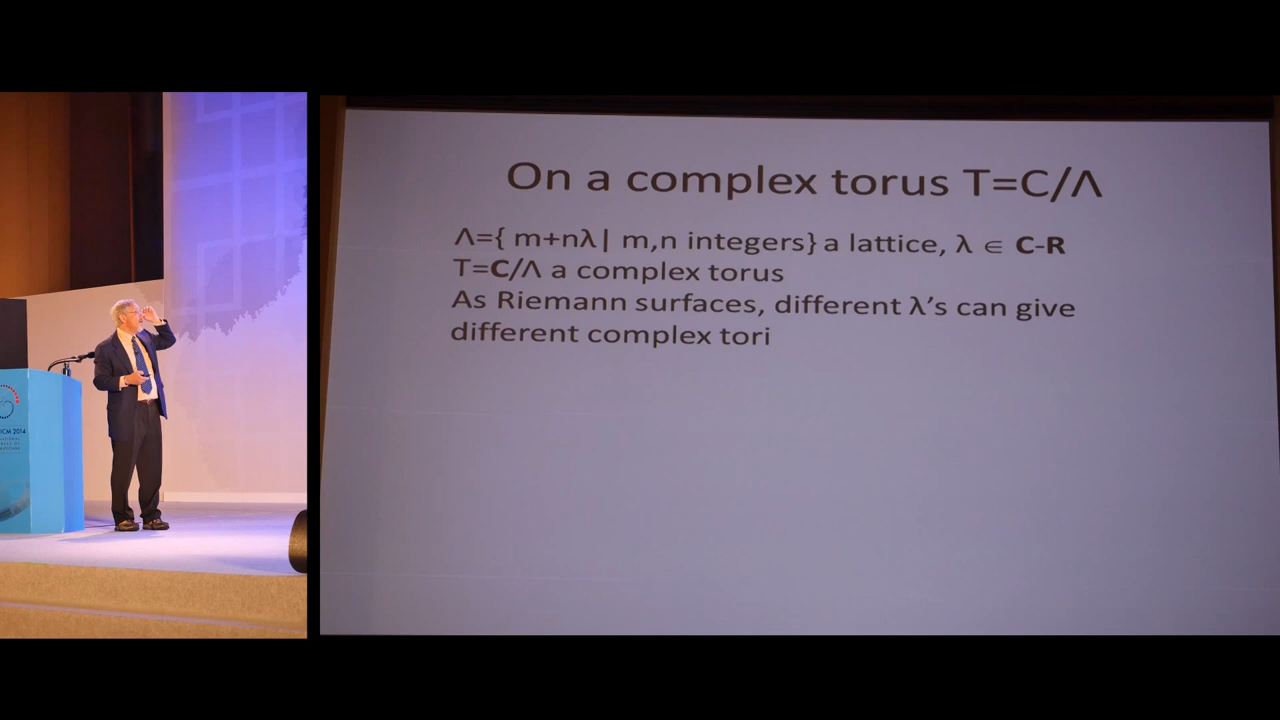 On a complex torus T=C/Λ
Λ={ m+nλ| m,n integers} a lattice, λ ∈ C-R
T=C/Λ a complex torus
As Riemann surfaces, different λ's can give
different complex tori
ICM 2014